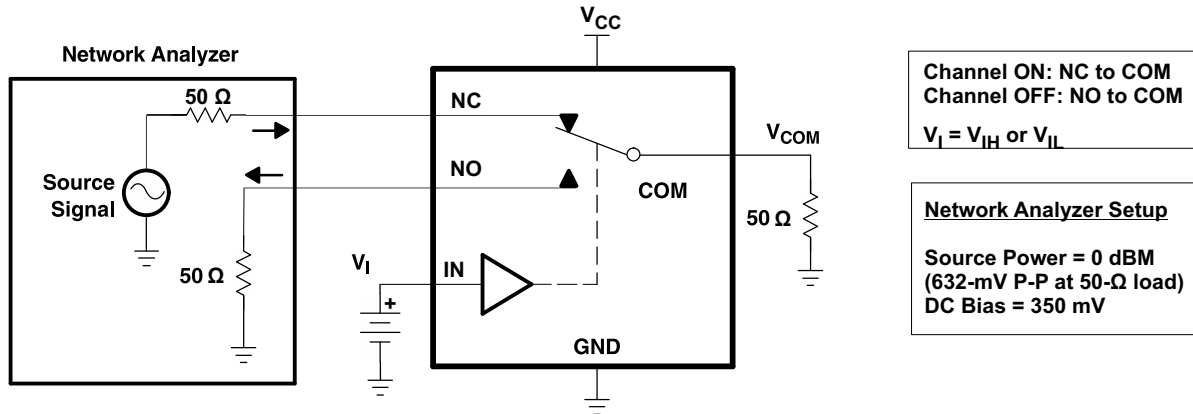 Network Analyzer
50 Ω
Source
Signal
50 Ω
V_CC
NC
NO
V_COM
COM
50 Ω
V_I
+
IN
GND
Channel ON: NC to COM
Channel OFF: NO to COM
V_I = V_IH or V_IL
Network Analyzer Setup
Source Power = 0 dBM
(632-mV P-P at 50-Ω load)
DC Bias = 350 mV